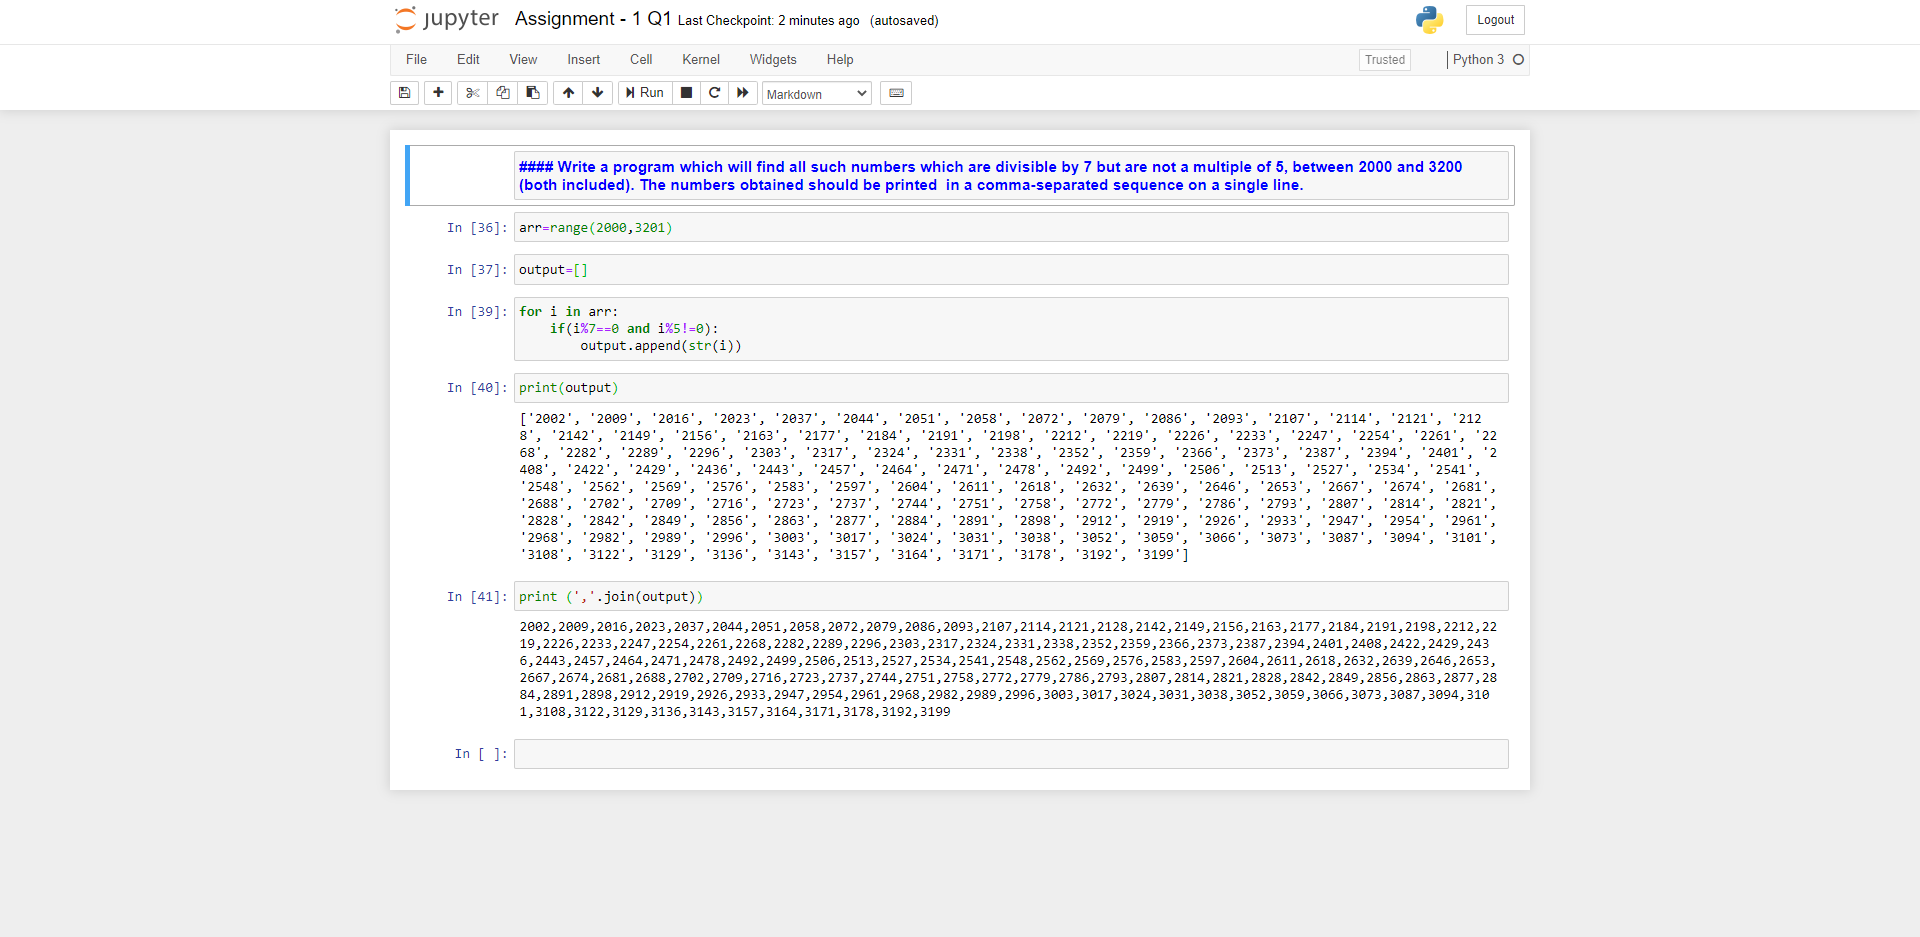 jupyter Assignment - 1 Q1 Last Checkpoint: 2 minutes ago (autosaved) Logout
File Edit View Insert Cell Kernel Widgets Help Trusted Python 3
Run Markdown
#### Write a program which will find all such numbers which are divisible by 7 but are not a multiple of 5, between 2000 and 3200
(both included). The numbers obtained should be printed  in a comma-separated sequence on a single line.
In [36]: arr=range(2000,3201)
In [37]: output=[]
In [39]: for i in arr:
    if(i%7==0 and i%5!=0):
        output.append(str(i))
In [40]: print(output)
['2002', '2009', '2016', '2023', '2037', '2044', '2051', '2058', '2072', '2079', '2086', '2093', '2107', '2114', '2121', '212
8', '2142', '2149', '2156', '2163', '2177', '2184', '2191', '2198', '2212', '2219', '2226', '2233', '2247', '2254', '2261', '22
68', '2282', '2289', '2296', '2303', '2317', '2324', '2331', '2338', '2352', '2359', '2366', '2373', '2387', '2394', '2401', '2
408', '2422', '2429', '2436', '2443', '2457', '2464', '2471', '2478', '2492', '2499', '2506', '2513', '2527', '2534', '2541',
'2548', '2562', '2569', '2576', '2583', '2597', '2604', '2611', '2618', '2632', '2639', '2646', '2653', '2667', '2674', '2681',
'2688', '2702', '2709', '2716', '2723', '2737', '2744', '2751', '2758', '2772', '2779', '2786', '2793', '2807', '2814', '2821',
'2828', '2842', '2849', '2856', '2863', '2877', '2884', '2891', '2898', '2912', '2919', '2926', '2933', '2947', '2954', '2961',
'2968', '2982', '2989', '2996', '3003', '3017', '3024', '3031', '3038', '3052', '3059', '3066', '3073', '3087', '3094', '3101',
'3108', '3122', '3129', '3136', '3143', '3157', '3164', '3171', '3178', '3192', '3199']
In [41]: print (','.join(output))
2002,2009,2016,2023,2037,2044,2051,2058,2072,2079,2086,2093,2107,2114,2121,2128,2142,2149,2156,2163,2177,2184,2191,2198,2212,22
19,2226,2233,2247,2254,2261,2268,2282,2289,2296,2303,2317,2324,2331,2338,2352,2359,2366,2373,2387,2394,2401,2408,2422,2429,243
6,2443,2457,2464,2471,2478,2492,2499,2506,2513,2527,2534,2541,2548,2562,2569,2576,2583,2597,2604,2611,2618,2632,2639,2646,2653,
2667,2674,2681,2688,2702,2709,2716,2723,2737,2744,2751,2758,2772,2779,2786,2793,2807,2814,2821,2828,2842,2849,2856,2863,2877,28
84,2891,2898,2912,2919,2926,2933,2947,2954,2961,2968,2982,2989,2996,3003,3017,3024,3031,3038,3052,3059,3066,3073,3087,3094,310
1,3108,3122,3129,3136,3143,3157,3164,3171,3178,3192,3199
In [ ]: